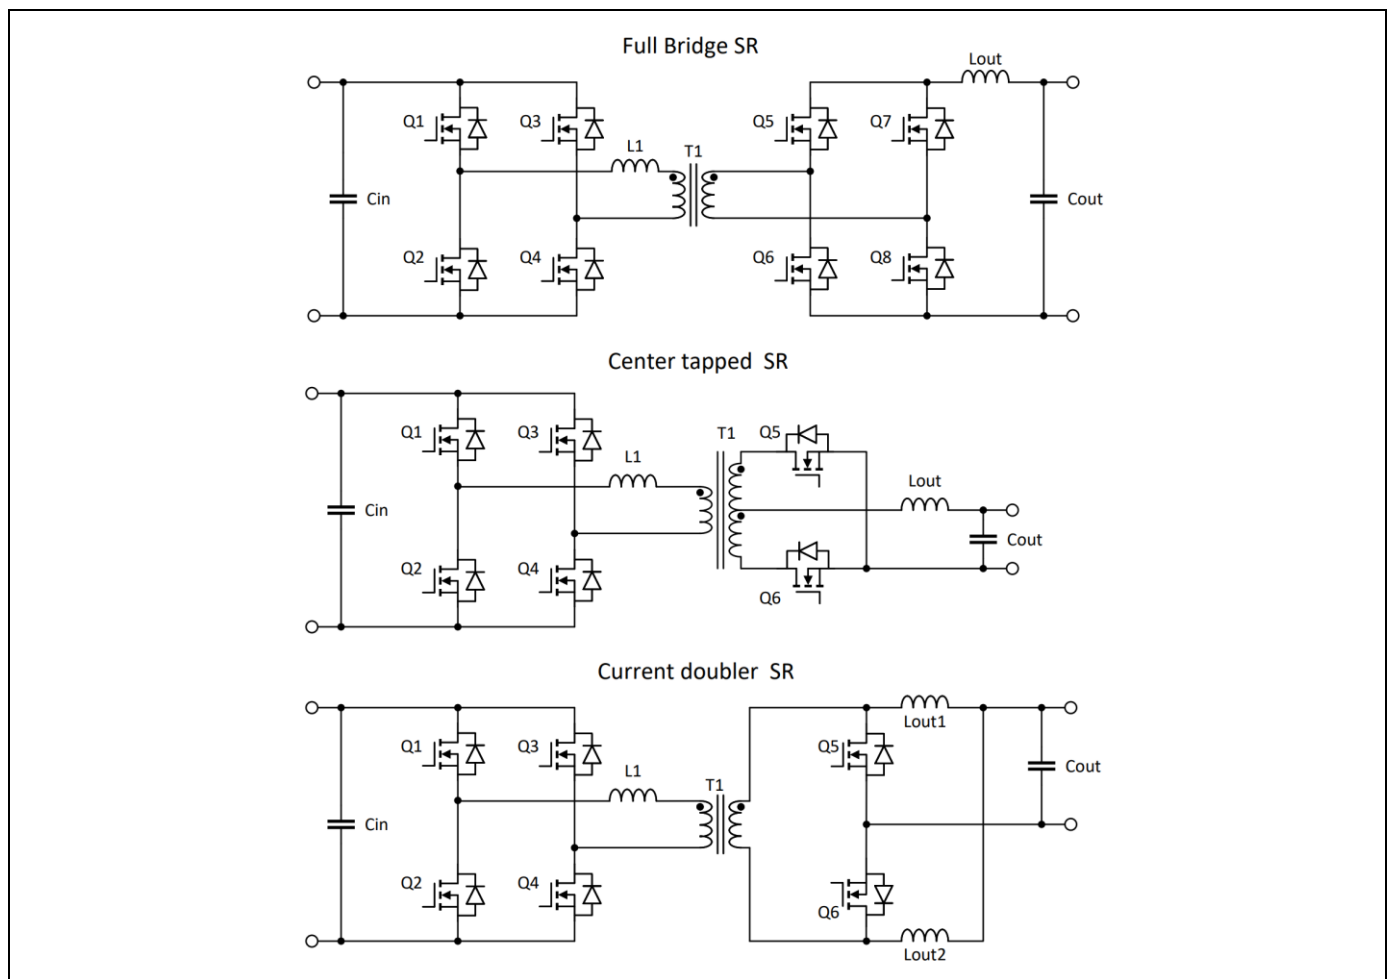 Full Bridge SR
Lout
Q1
Q3
Q5
Q7
L1
T1
Cin
Cout
Q2
Q4
Q6
Q8
Center tapped  SR
Q1
Q3
T1
Q5
L1
Lout
Cin
Cout
Q2
Q4
Q6
Current doubler  SR
Lout1
Q1
Q3
Q5
L1
T1
Cout
Cin
Q2
Q4
Q6
Lout2